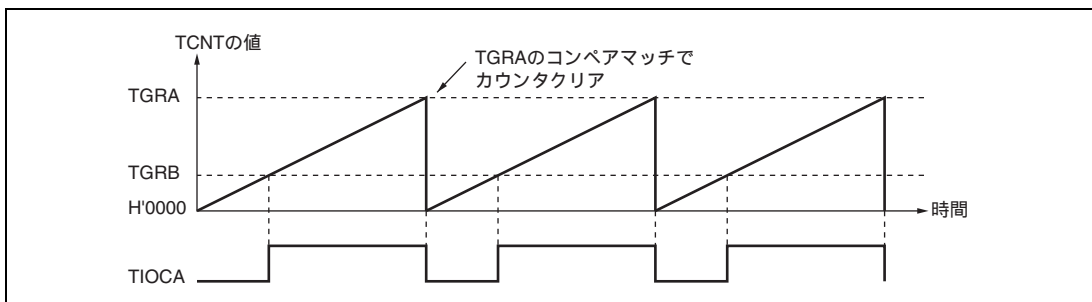 TCNTの値
TGRAのコンペアマッチで
カウンタクリア
TGRA
TGRB
H'0000
時間
TIOCA